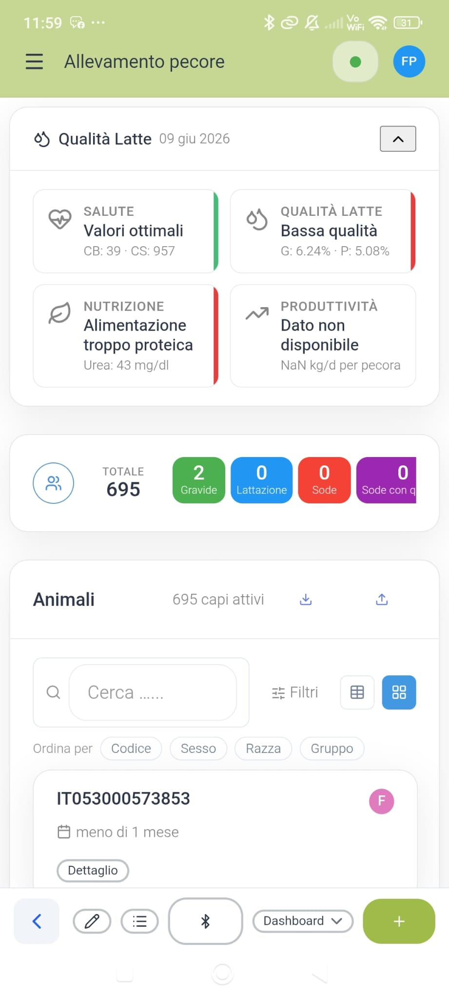 11:59 ...
Vo WiFi 31
Allevamento pecore
FP
Qualità Latte 09 giu 2026
SALUTE
Valori ottimali
CB: 39 · CS: 957
QUALITÀ LATTE
Bassa qualità
G: 6.24% · P: 5.08%
NUTRIZIONE
Alimentazione
troppo proteica
Urea: 43 mg/dl
PRODUTTIVITÀ
Dato non
disponibile
NaN kg/d per pecora
TOTALE
695
2
Gravide
0
Lattazione
0
Sode
0
Sode con q
Animali 695 capi attivi
Cerca ...... Filtri
Ordina per Codice Sesso Razza Gruppo
IT053000573853 F
meno di 1 mese
Dettaglio
Dashboard +